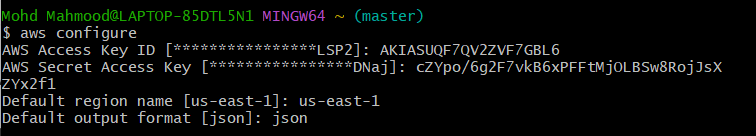 Mohd Mahmood@LAPTOP-85DTL5N1 MINGW64 ~ (master)
$ aws configure
AWS Access Key ID [****************LSP2]: AKIASUQF7QV2ZVF7GBL6
AWS Secret Access Key [****************DNaj]: cZYpo/6g2F7vkB6xPFFtMjOLBSw8RojJsX
ZYx2f1
Default region name [us-east-1]: us-east-1
Default output format [json]: json